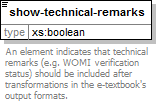 show-technical-remarks
type xs:boolean
An element indicates that technical
remarks (e.g. WOMI verification
status) should be included after
transformations in the e-textbook's
output formats.